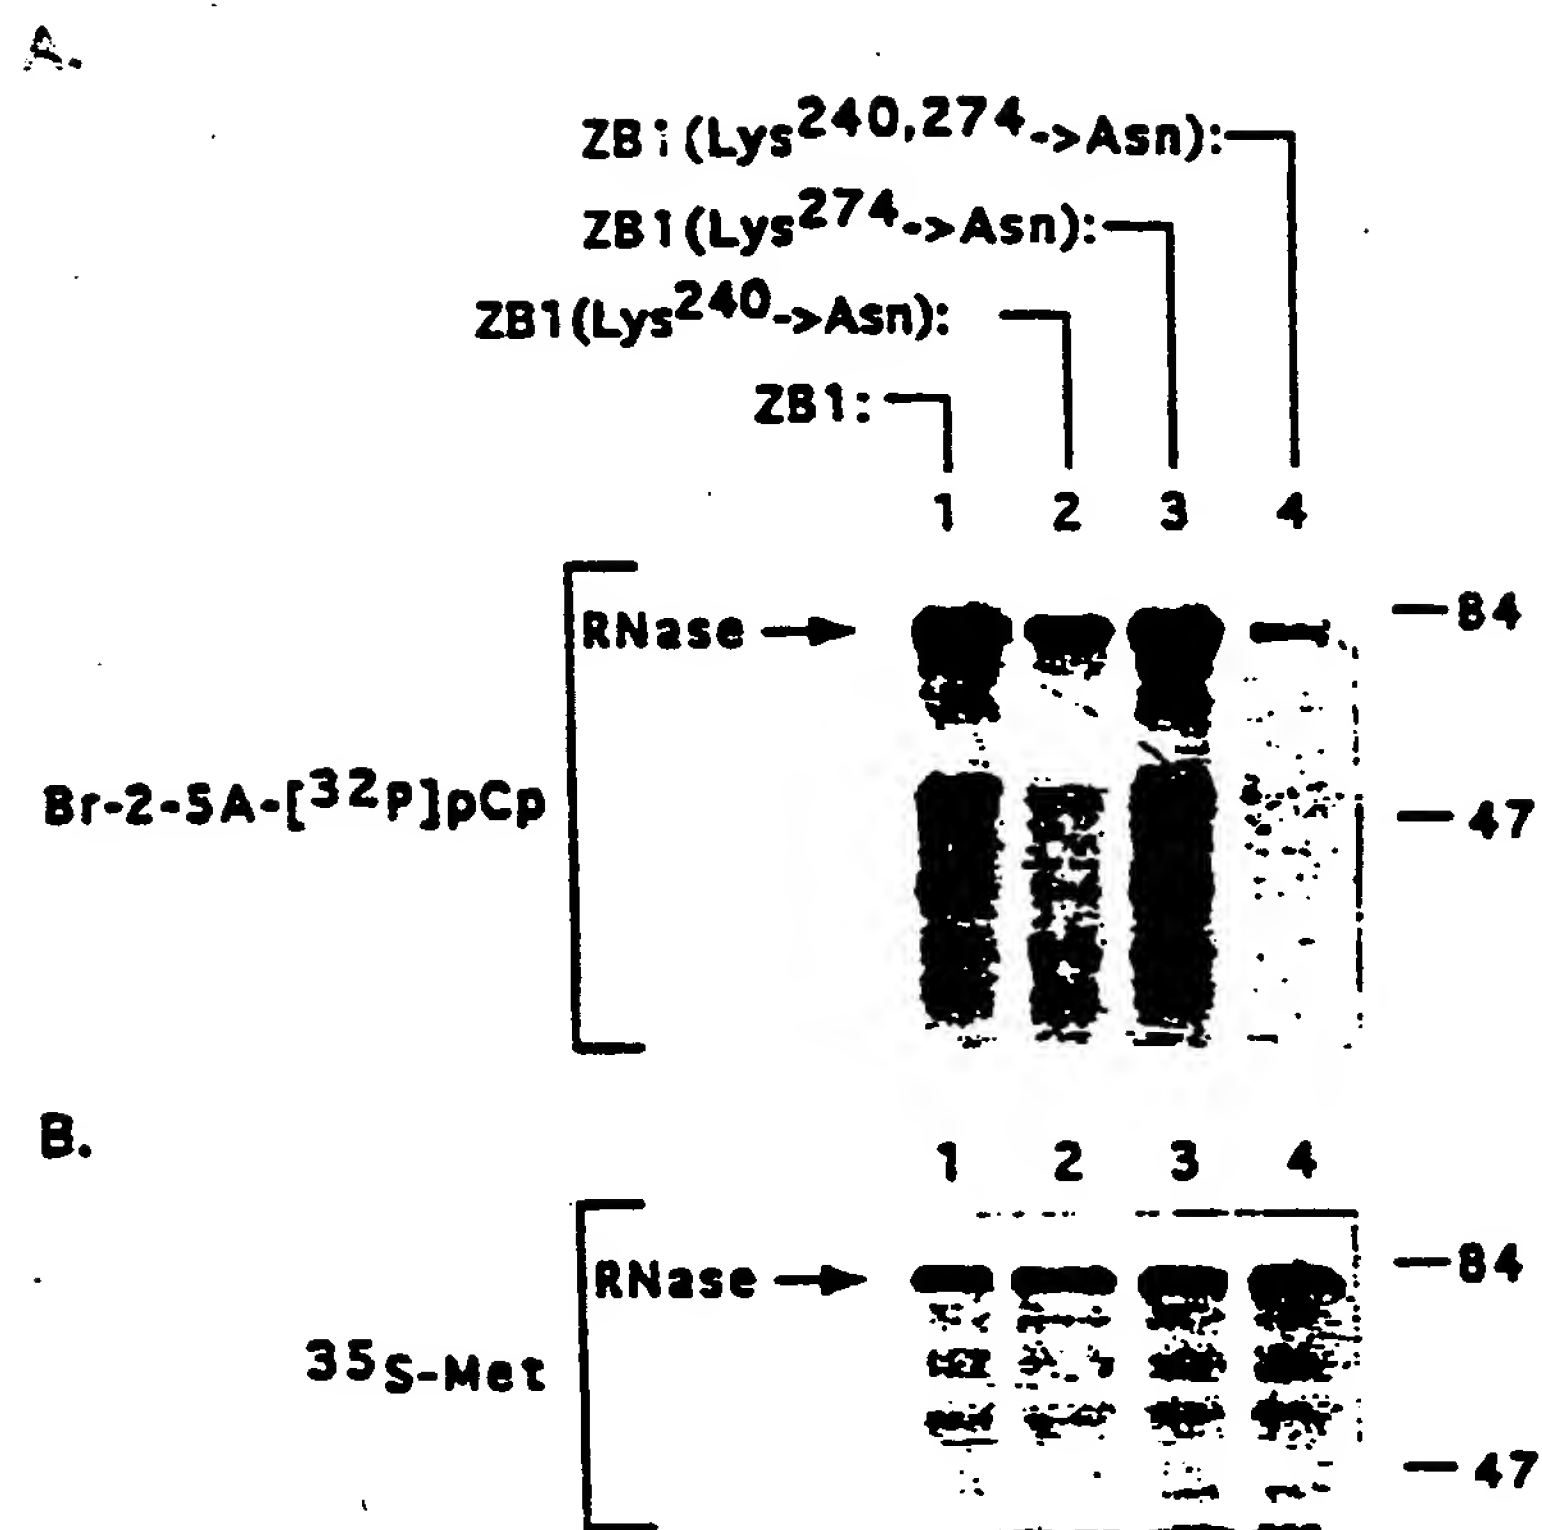 A.
ZB1(Lys240,274->Asn):
ZB1(Lys274->Asn):
ZB1(Lys240->Asn):
ZB1:
1 2 3 4
RNase
84
Br-2-5A-[32P]pCp
47
B.
1 2 3 4
RNase
84
35S-Met
47